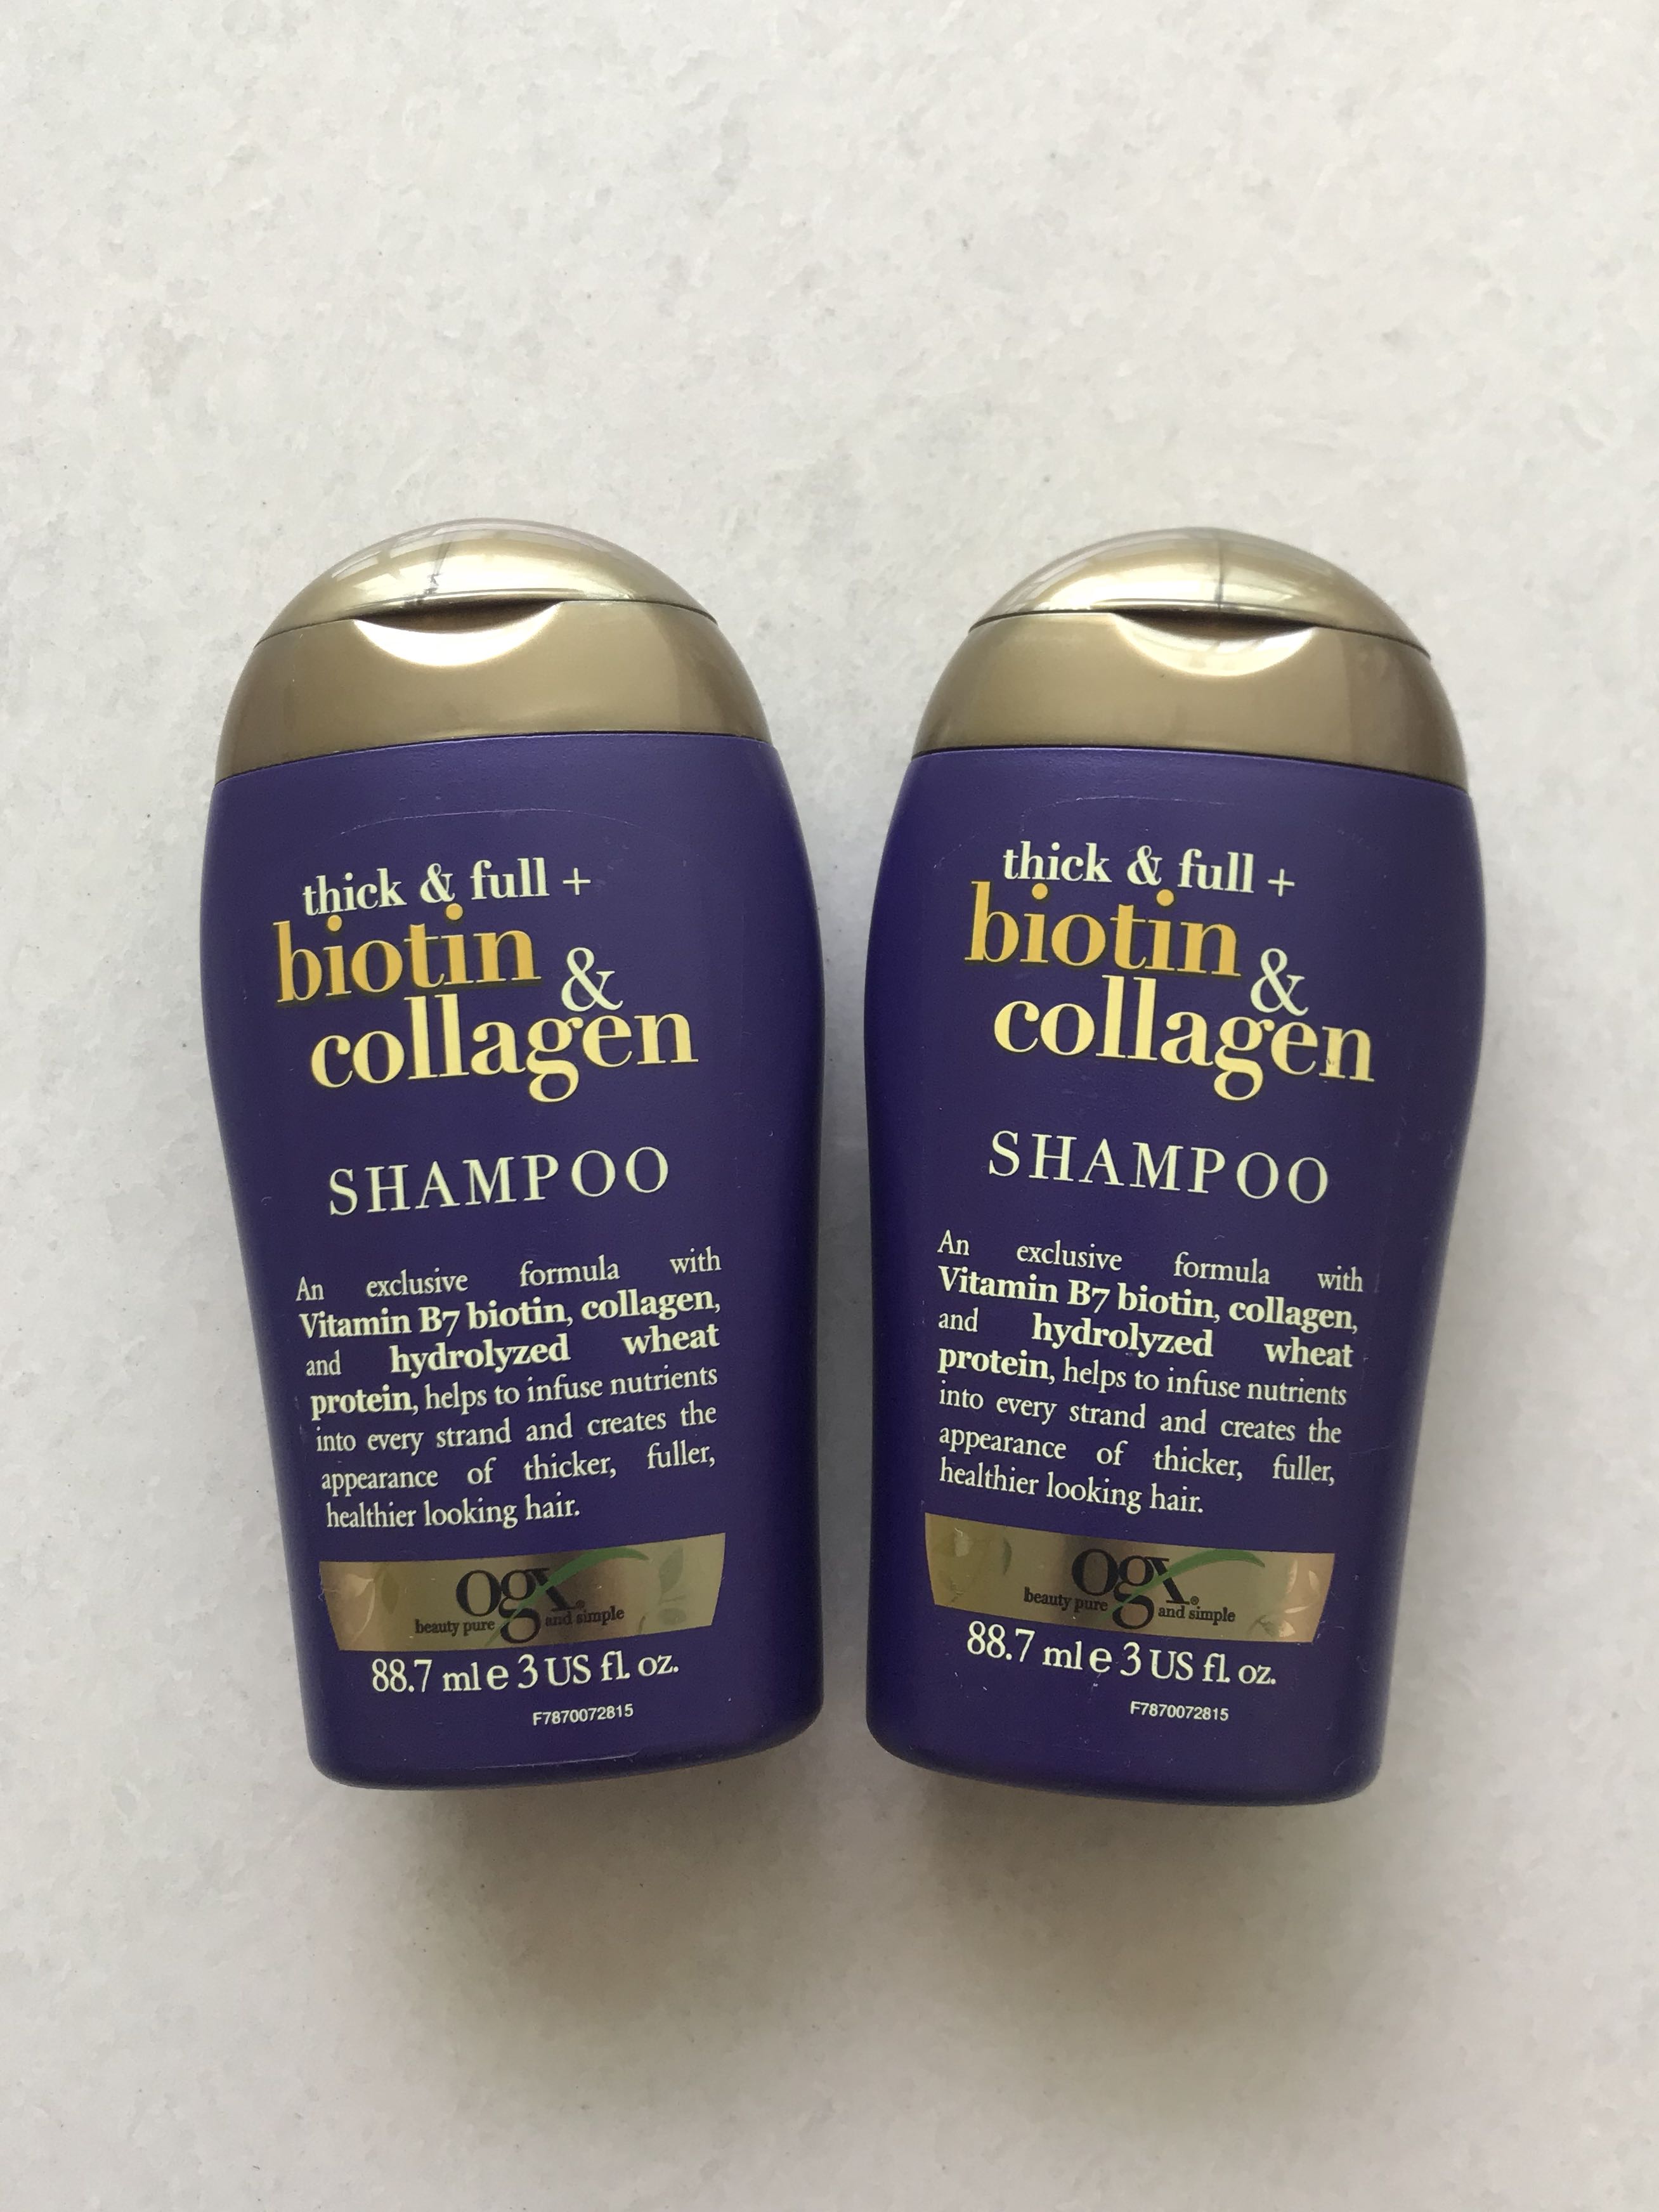 thick & full +
biotin &
collagen
SHAMPOO
An exclusive formula with
Vitamin B7 biotin, collagen,
and hydrolyzed wheat
protein, helps to infuse nutrients
into every strand and creates the
appearance of thicker, fuller,
healthier looking hair.
ogx®
beauty pure and simple
88.7 ml e 3 US fl. oz.
F7870072815
thick & full +
biotin &
collagen
SHAMPOO
An exclusive formula with
Vitamin B7 biotin, collagen,
and hydrolyzed wheat
protein, helps to infuse nutrients
into every strand and creates the
appearance of thicker, fuller,
healthier looking hair.
ogx®
beauty pure and simple
88.7 ml e 3 US fl. oz.
F7870072815